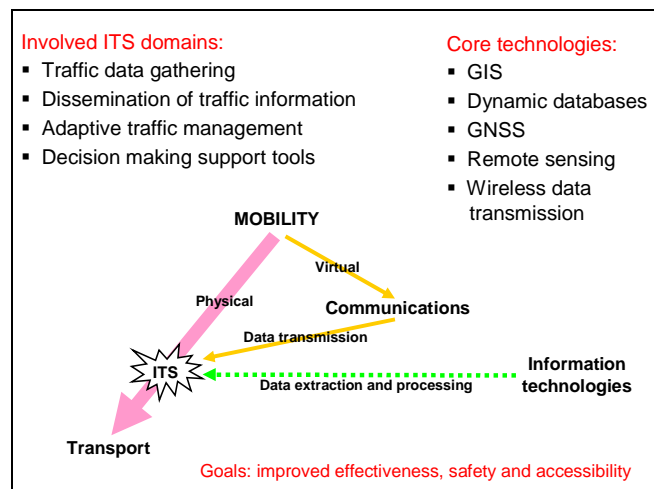 Involved ITS domains:
▪ Traffic data gathering
▪ Dissemination of traffic information
▪ Adaptive traffic management
▪ Decision making support tools
Core technologies:
▪ GIS
▪ Dynamic databases
▪ GNSS
▪ Remote sensing
▪ Wireless data
transmission
MOBILITY
Virtual
Physical
Communications
Data transmission
ITS
Information
technologies
Data extraction and processing
Transport
Goals: improved effectiveness, safety and accessibility